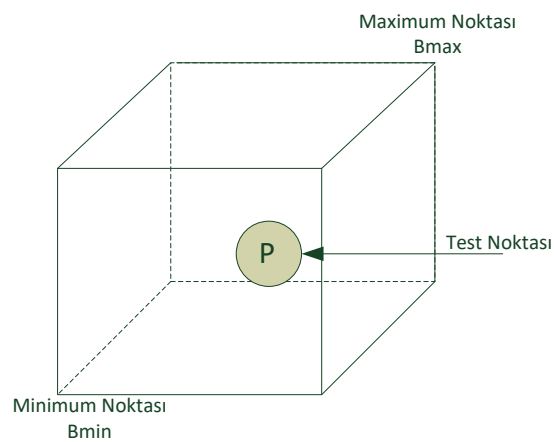 Maximum Noktası
Bmax
P
Test Noktası
Minimum Noktası
Bmin